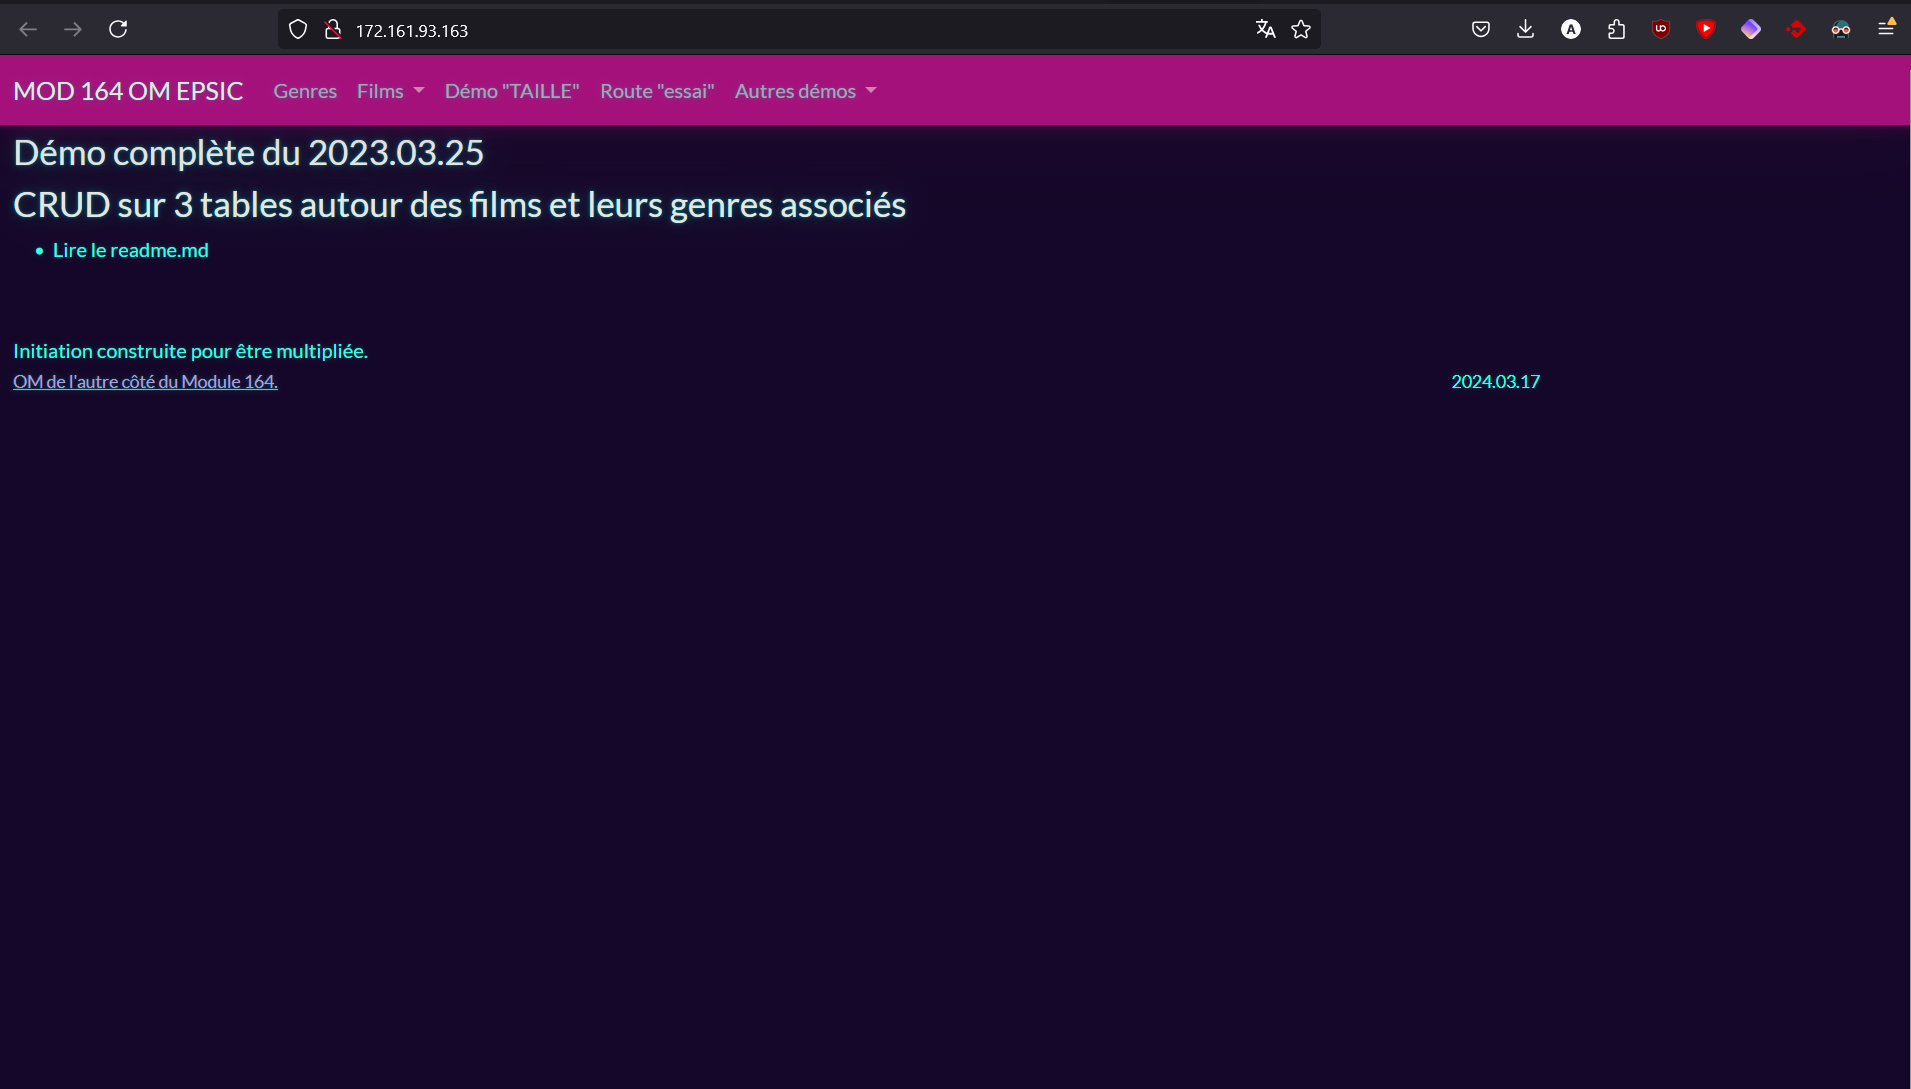 172.161.93.163
MOD 164 OM EPSIC Genres Films Démo "TAILLE" Route "essai" Autres démos
Démo complète du 2023.03.25
CRUD sur 3 tables autour des films et leurs genres associés
• Lire le readme.md
Initiation construite pour être multipliée.
OM de l'autre côté du Module 164. 2024.03.17